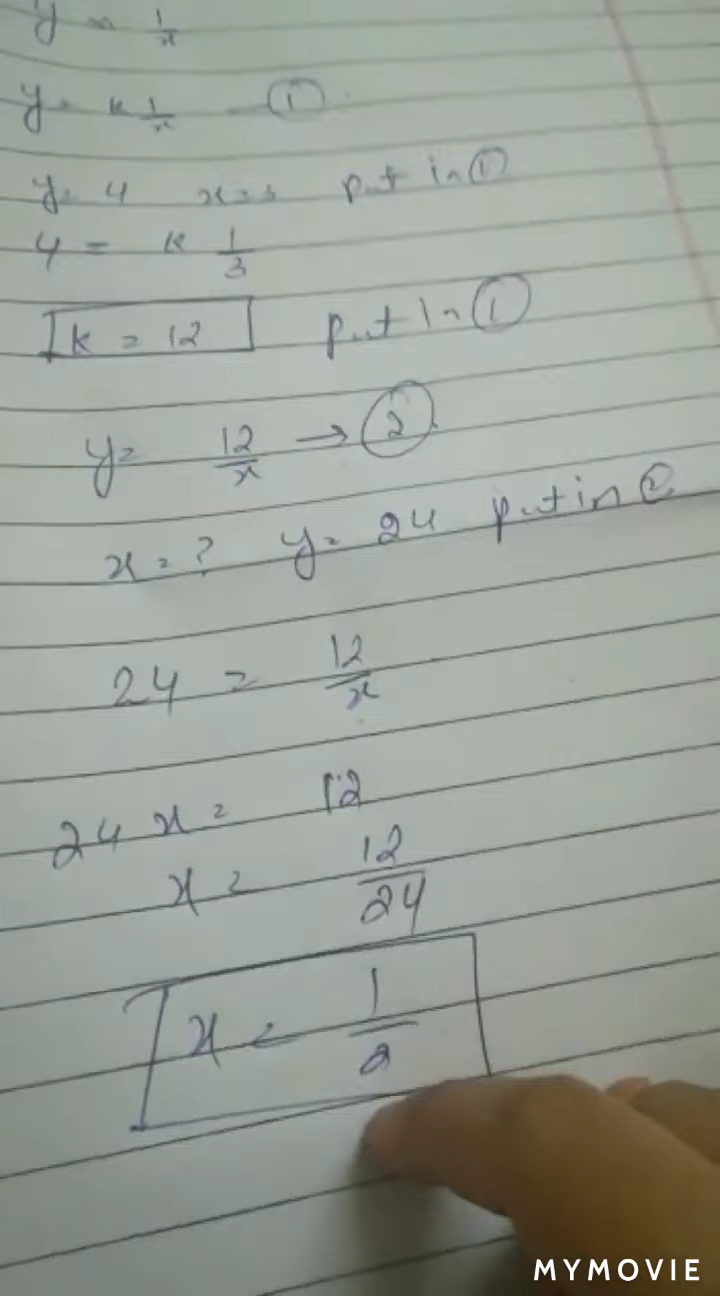 y ∝ 1/x
y = k 1/x — ①
y = 4 x = 3 put in ①
4 = k 1/3
k = 12 put in ①
y = 12/x → ②
x = ? y = 24 put in ②
24 = 12/x
24 x = 12
x = 12/24
x = 1/2
MYMOVIE